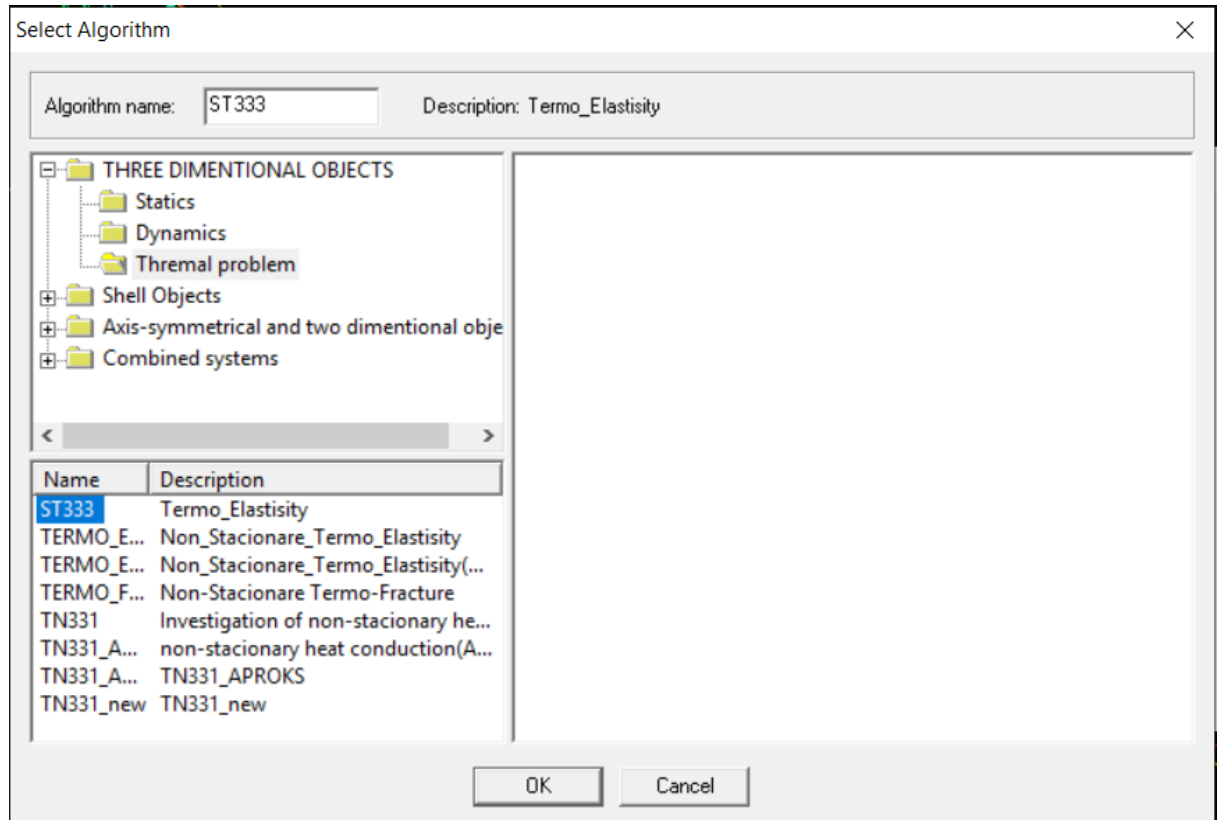 Select Algorithm
Algorithm name: ST333 Description: Termo_Elastisity
THREE DIMENTIONAL OBJECTS
Statics
Dynamics
Thremal problem
Shell Objects
Axis-symmetrical and two dimentional obje
Combined systems
Name Description
ST333 Termo_Elastisity
TERMO_E... Non_Stacionare_Termo_Elastisity
TERMO_E... Non_Stacionare_Termo_Elastisity(...
TERMO_F... Non-Stacionare Termo-Fracture
TN331 Investigation of non-stacionary he...
TN331_A... non-stacionary heat conduction(A...
TN331_A... TN331_APROKS
TN331_new TN331_new
OK Cancel